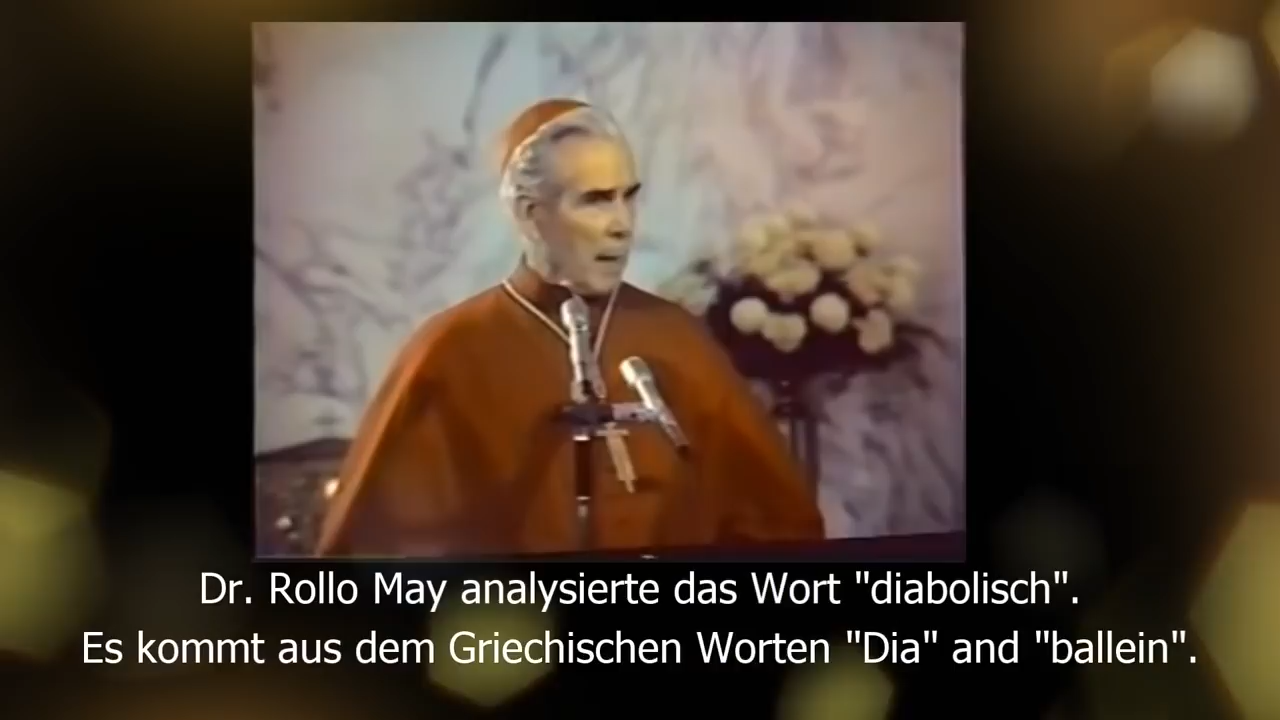 Dr. Rollo May analysierte das Wort "diabolisch".
Es kommt aus dem Griechischen Worten "Dia" and "ballein".